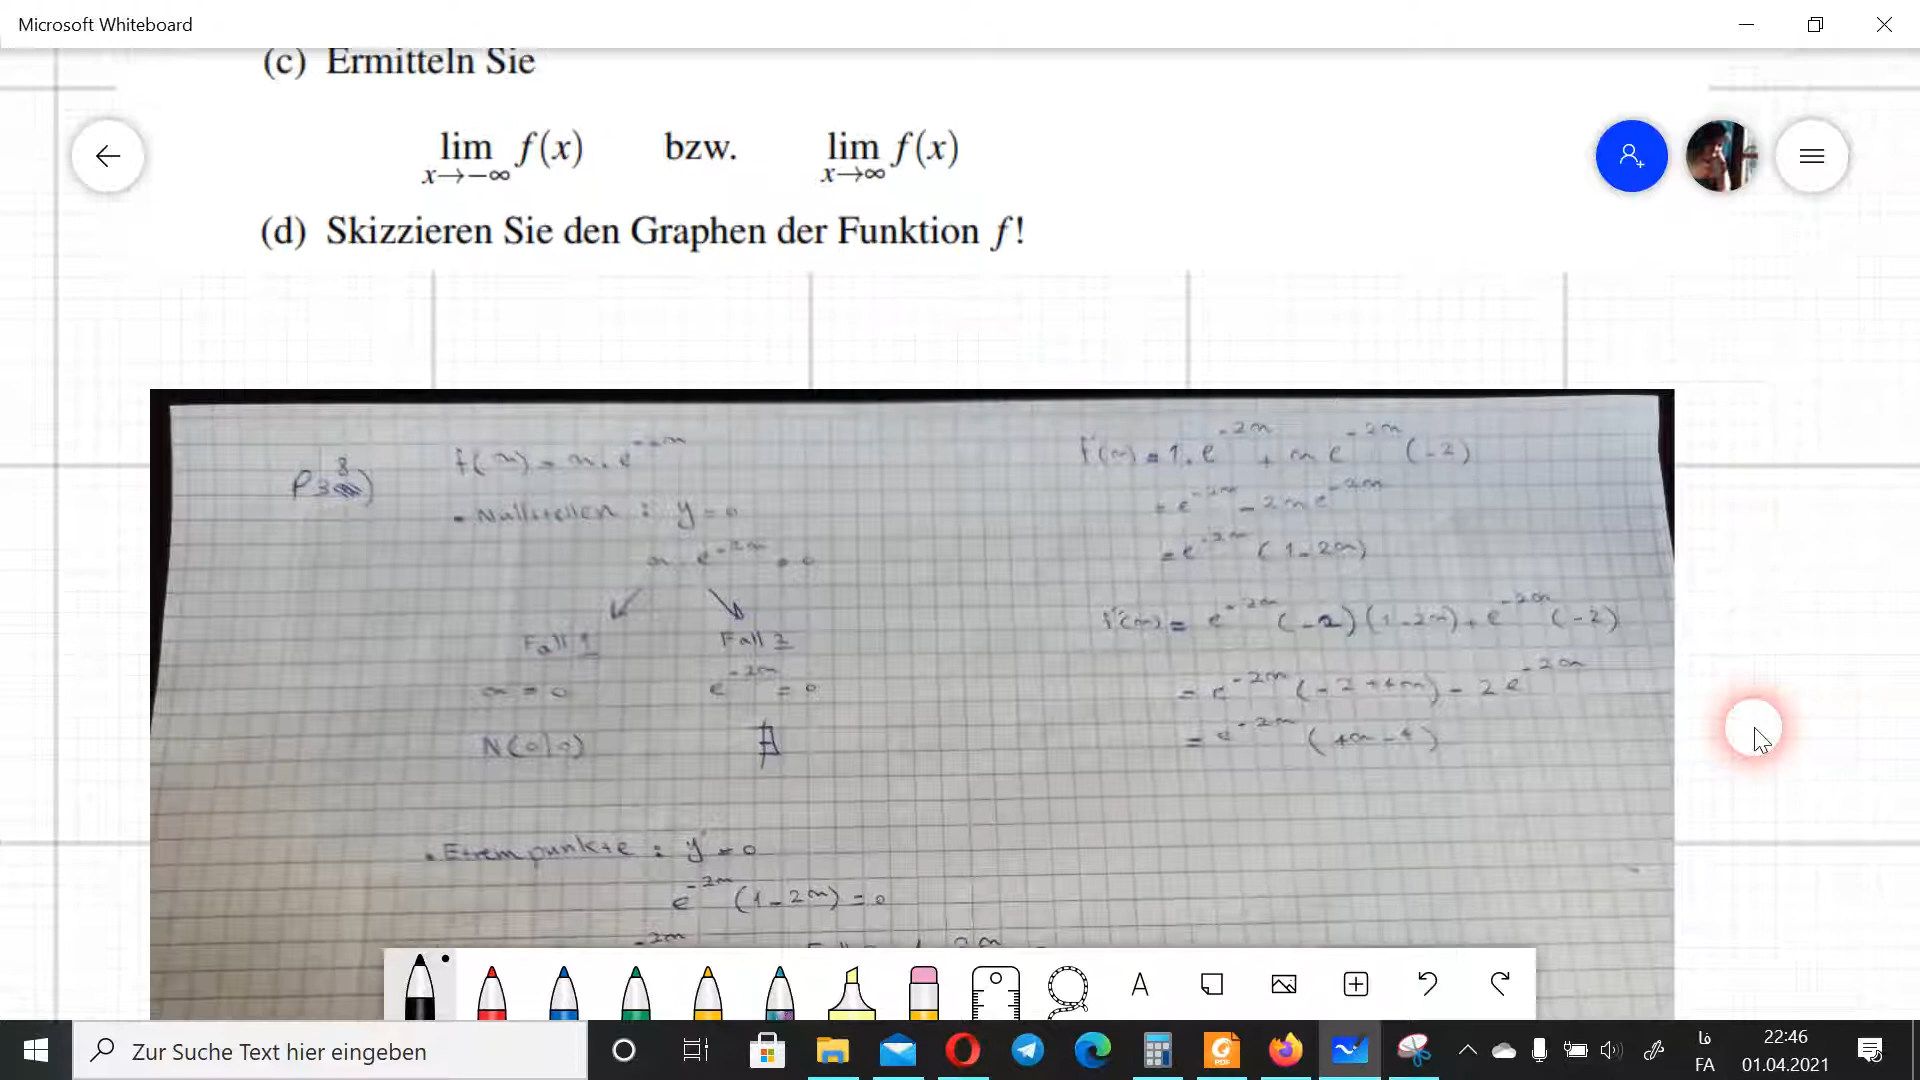 Microsoft Whiteboard
(c) Ermitteln Sie
lim x→−∞ f(x) bzw. lim x→∞ f(x)
(d) Skizzieren Sie den Graphen der Funktion f!
P38)
f(x) = x.e^-2x
• Nullstellen : y = 0
x - e^-2x = 0
Fall 1 Fall 2
x = 0 e^-2x = 0
N(0|0) ∄
f'(x) = 1.e^-2x + x e^-2x (-2)
= e^-2x - 2x e^-2x
= e^-2x (1-2x)
f''(x) = e^-2x (-2)(1-2x) + e^-2x (-2)
= e^-2x (-2+4x) - 2 e^-2x
= e^-2x (4x-4)
• Etrempunkte : y' = 0
e^-2x (1-2x) = 0
Zur Suche Text hier eingeben
فا
FA
22:46
01.04.2021